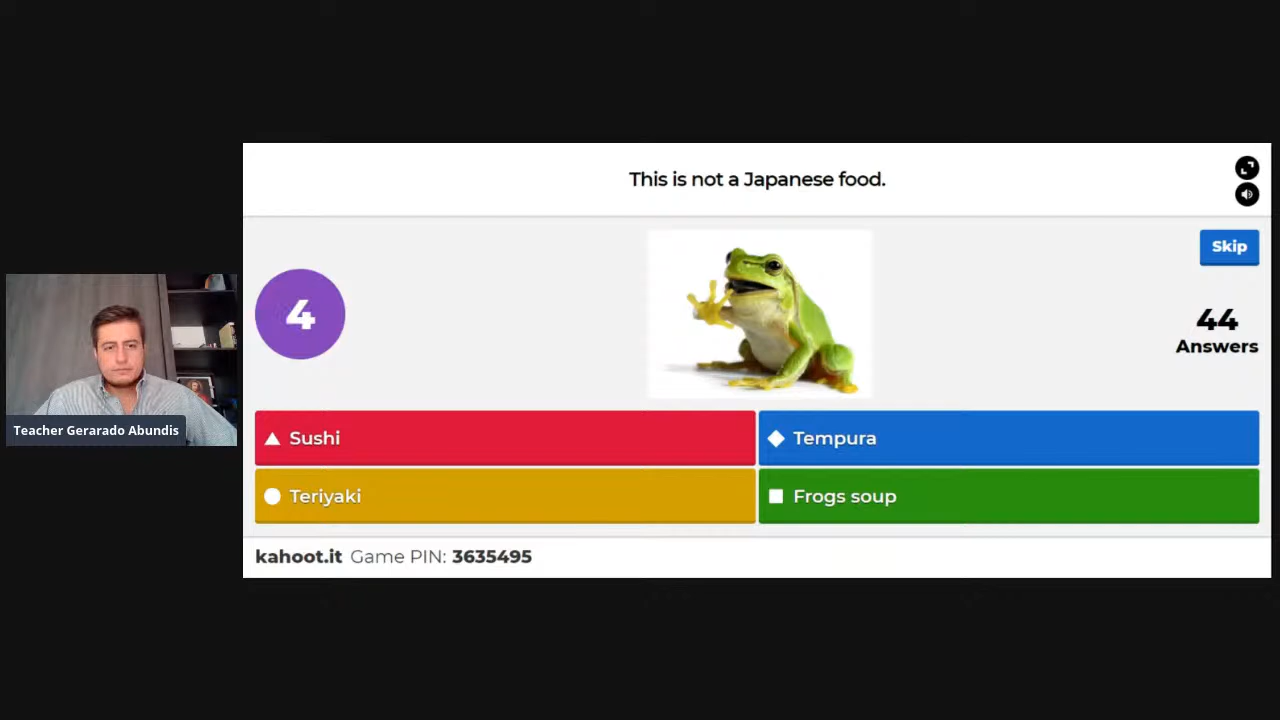 This is not a Japanese food.
Skip
4
44
Answers
Teacher Gerarado Abundis
Sushi
Tempura
Teriyaki
Frogs soup
kahoot.it Game PIN: 3635495